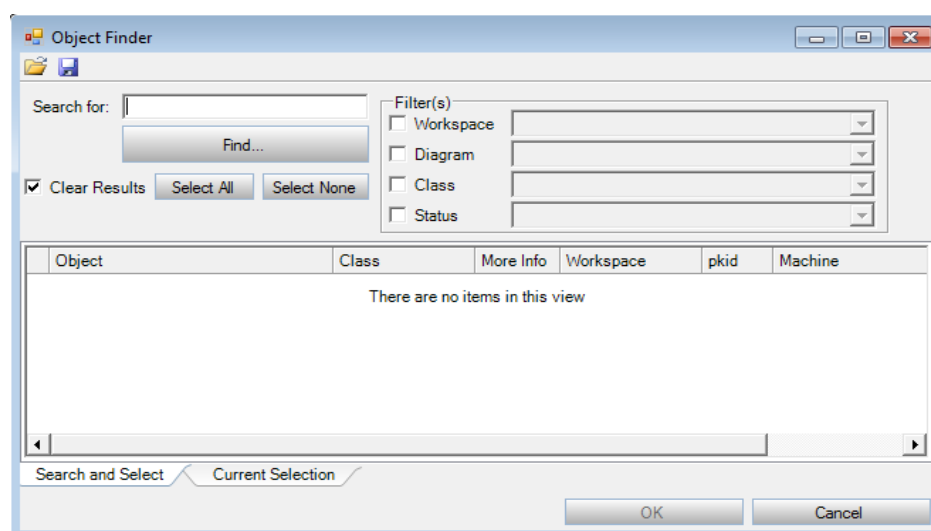 Object Finder
Search for:
Find...
Clear Results
Select All
Select None
Filter(s)
Workspace
Diagram
Class
Status
Object
Class
More Info
Workspace
pkid
Machine
There are no items in this view
Search and Select
Current Selection
OK
Cancel